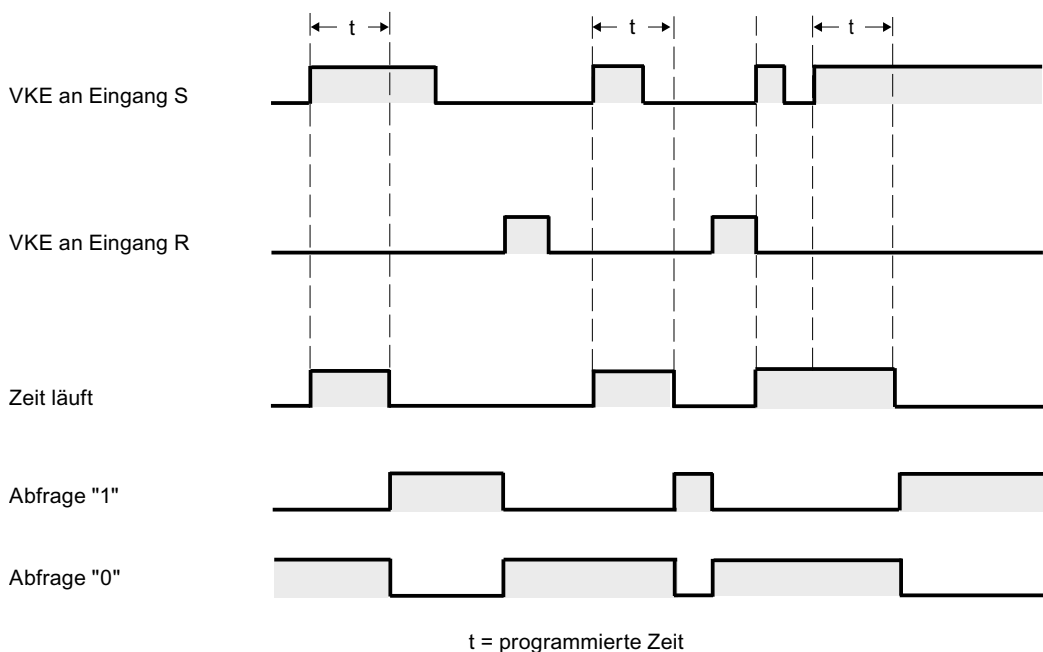 t t t
VKE an Eingang S
VKE an Eingang R
Zeit läuft
Abfrage "1"
Abfrage "0"
t = programmierte Zeit